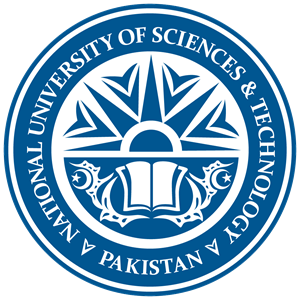 NATIONAL UNIVERSITY OF SCIENCES & TECHNOLOGY
PAKISTAN